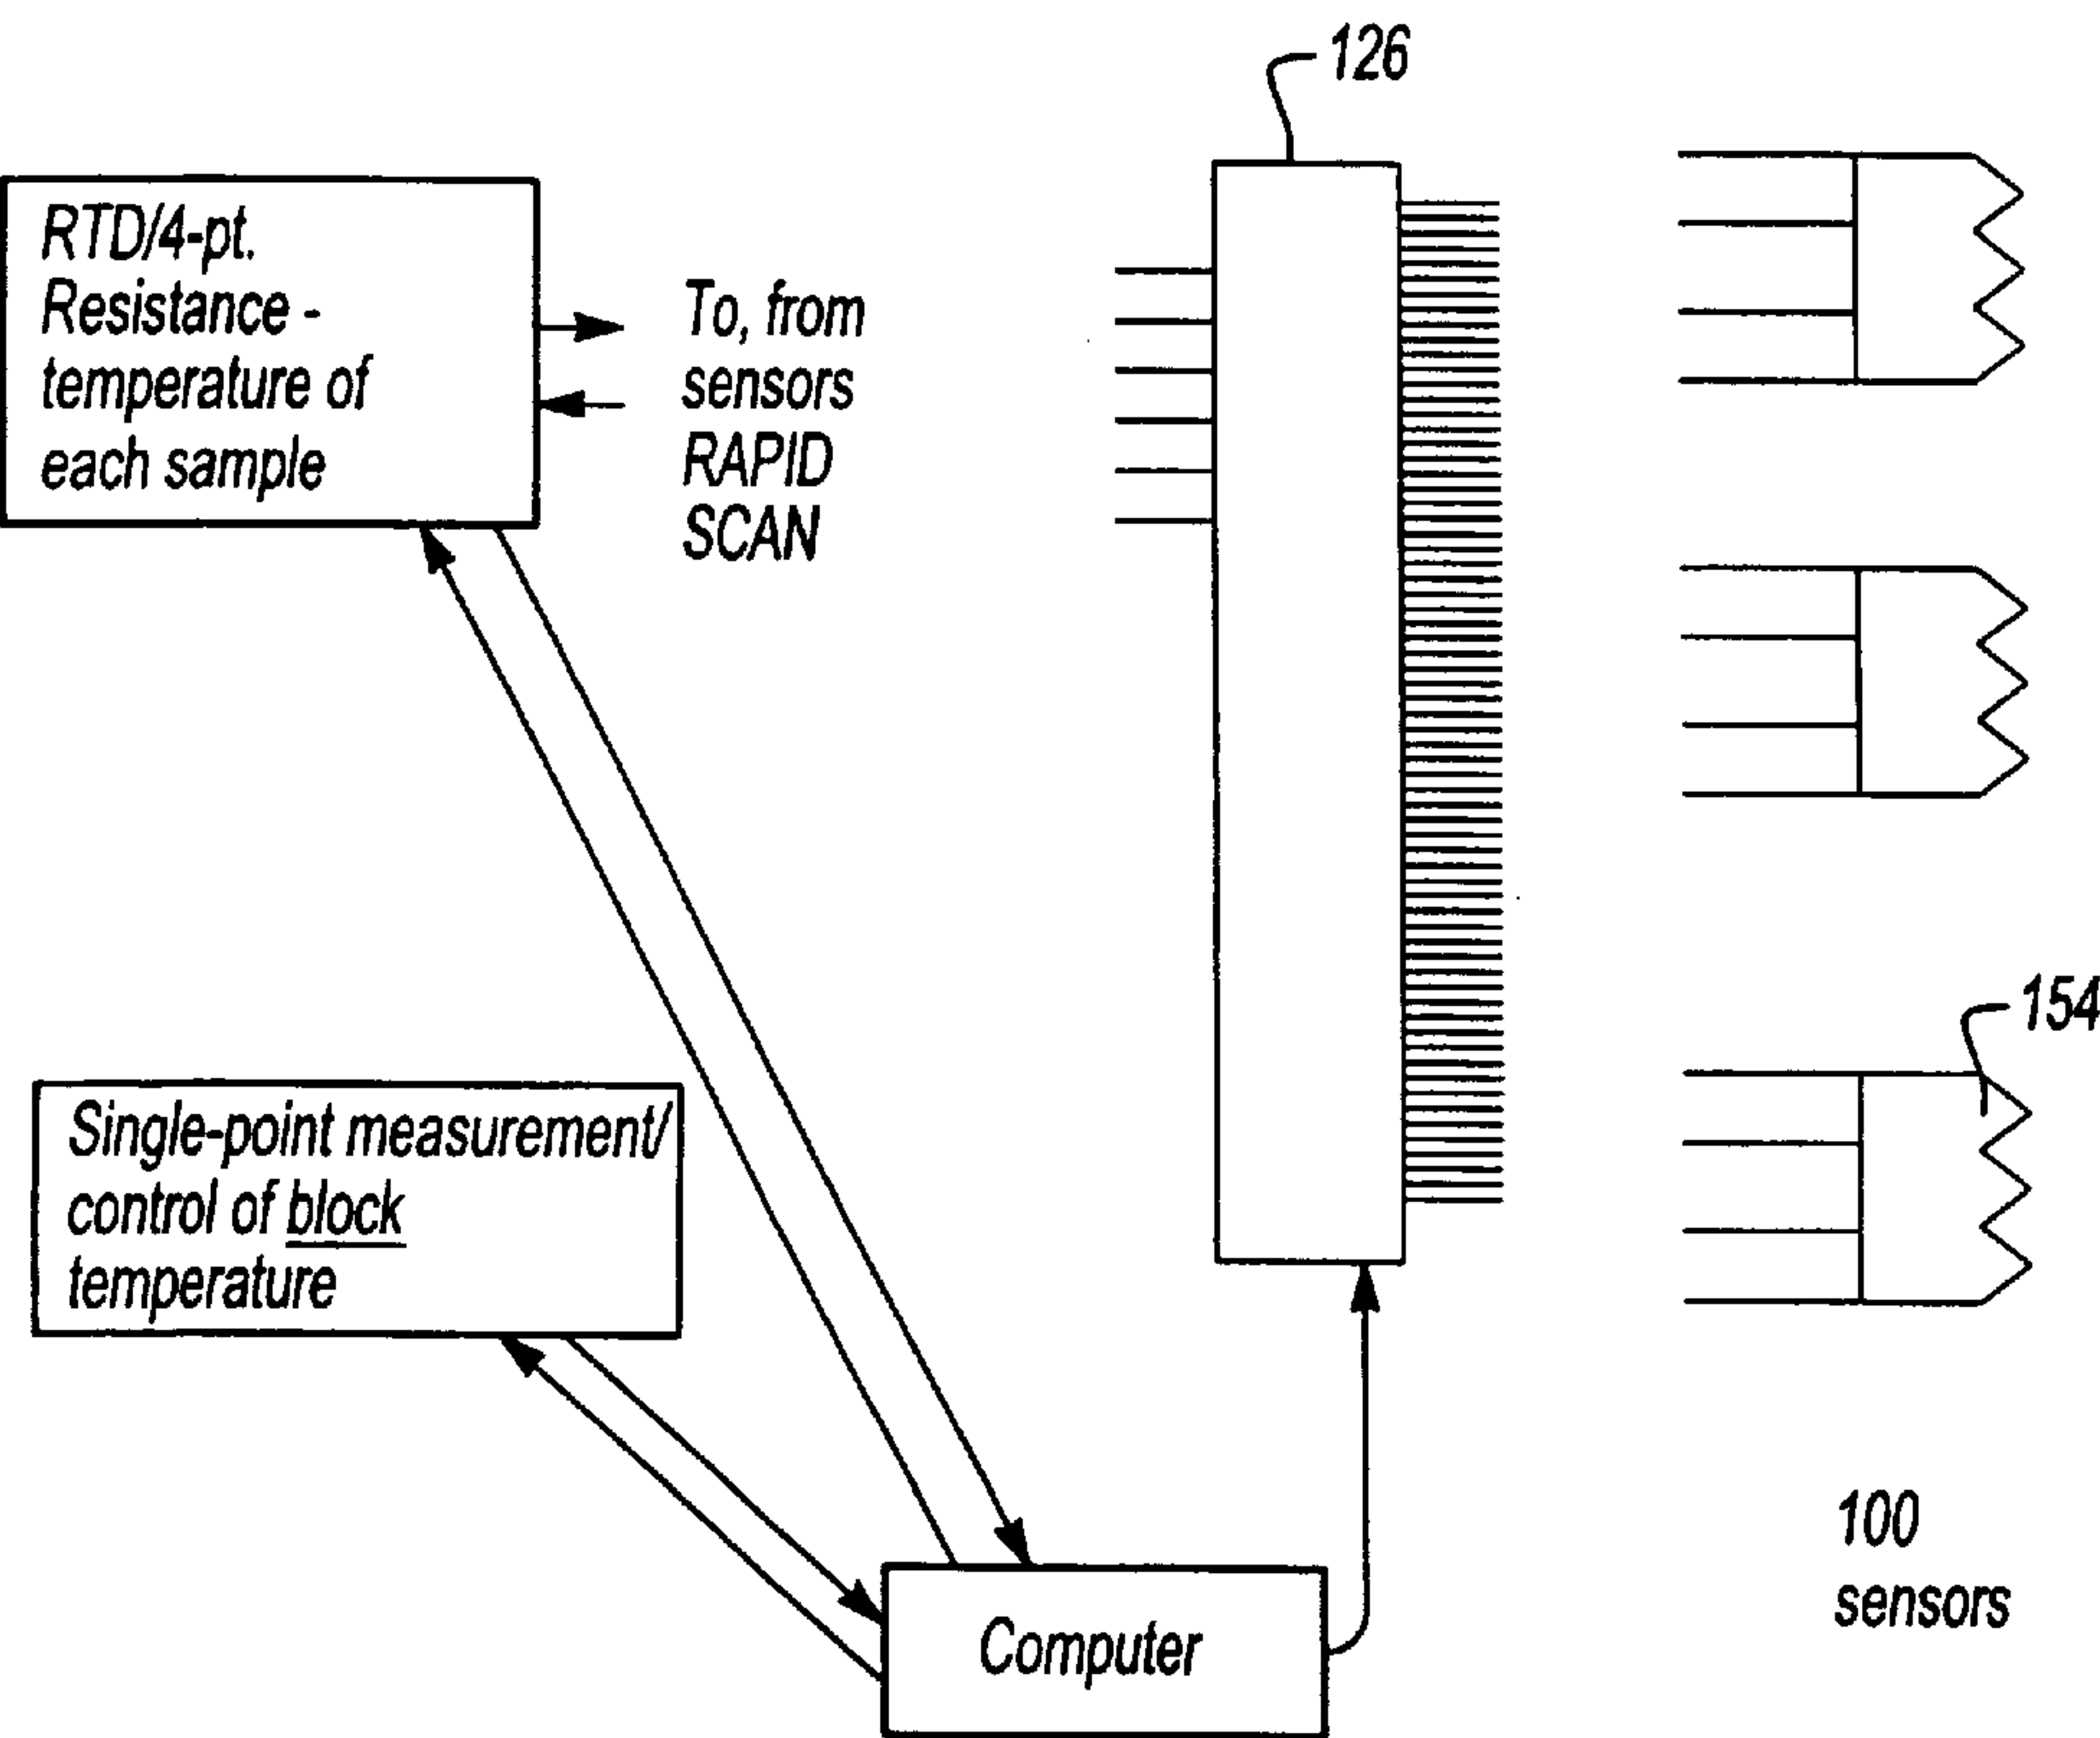 126
RTD/4-pt.
Resistance -
temperature of
each sample
To, from
sensors
RAPID
SCAN
154
Single-point measurement/
control of block
temperature
100
sensors
Computer